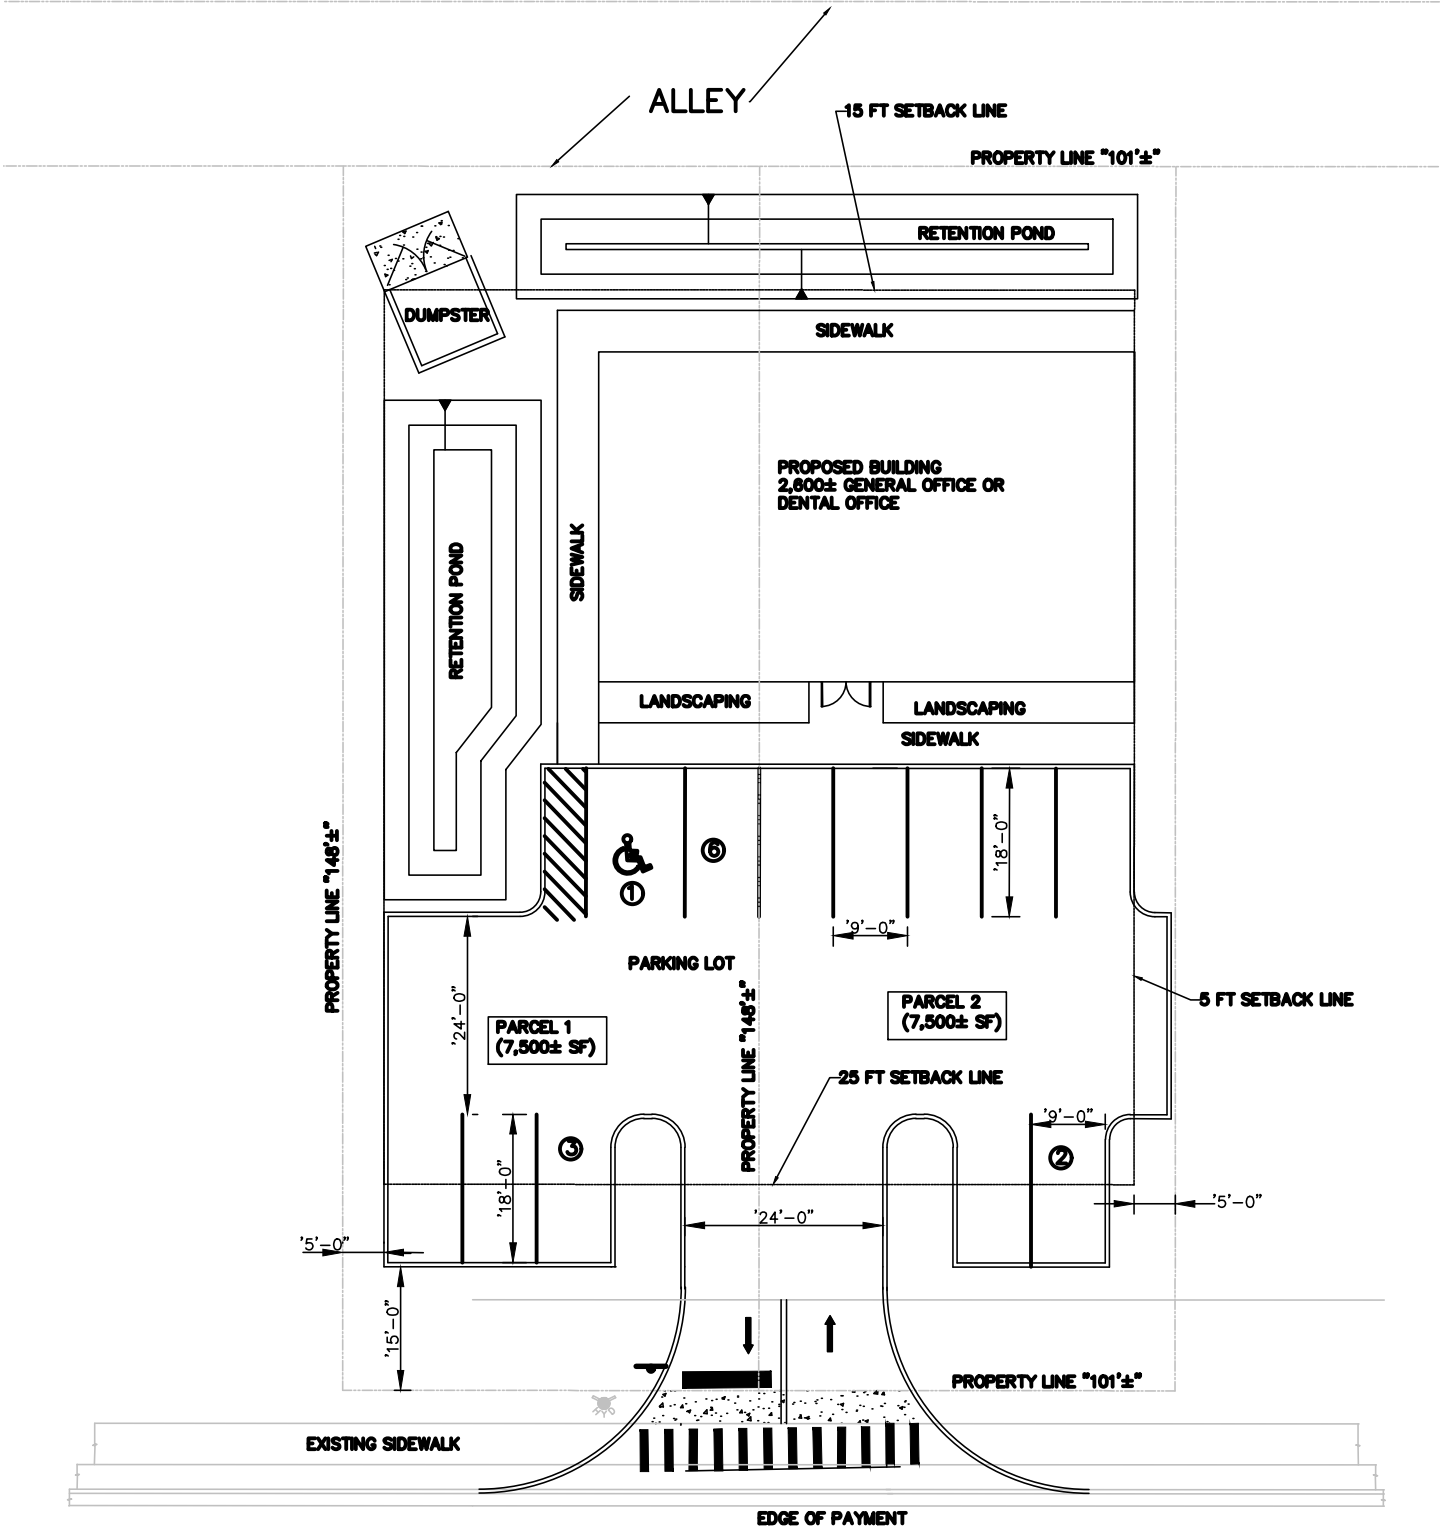 ALLEY
15 FT SETBACK LINE
PROPERTY LINE "101'±"
RETENTION POND
DUMPSTER
SIDEWALK
PROPOSED BUILDING
2,600± GENERAL OFFICE OR
DENTAL OFFICE
SIDEWALK
RETENTION POND
LANDSCAPING
LANDSCAPING
SIDEWALK
PROPERTY LINE "148'±"
6
1
'18'-0"
'9'-0"
PARKING LOT
PROPERTY LINE "148'±"
'24'-0"
PARCEL 1
(7,500± SF)
PARCEL 2
(7,500± SF)
5 FT SETBACK LINE
25 FT SETBACK LINE
'9'-0"
3
2
'18'-0"
'24'-0"
'5'-0"
'5'-0"
'15'-0"
PROPERTY LINE "101'±"
EXISTING SIDEWALK
EDGE OF PAYMENT